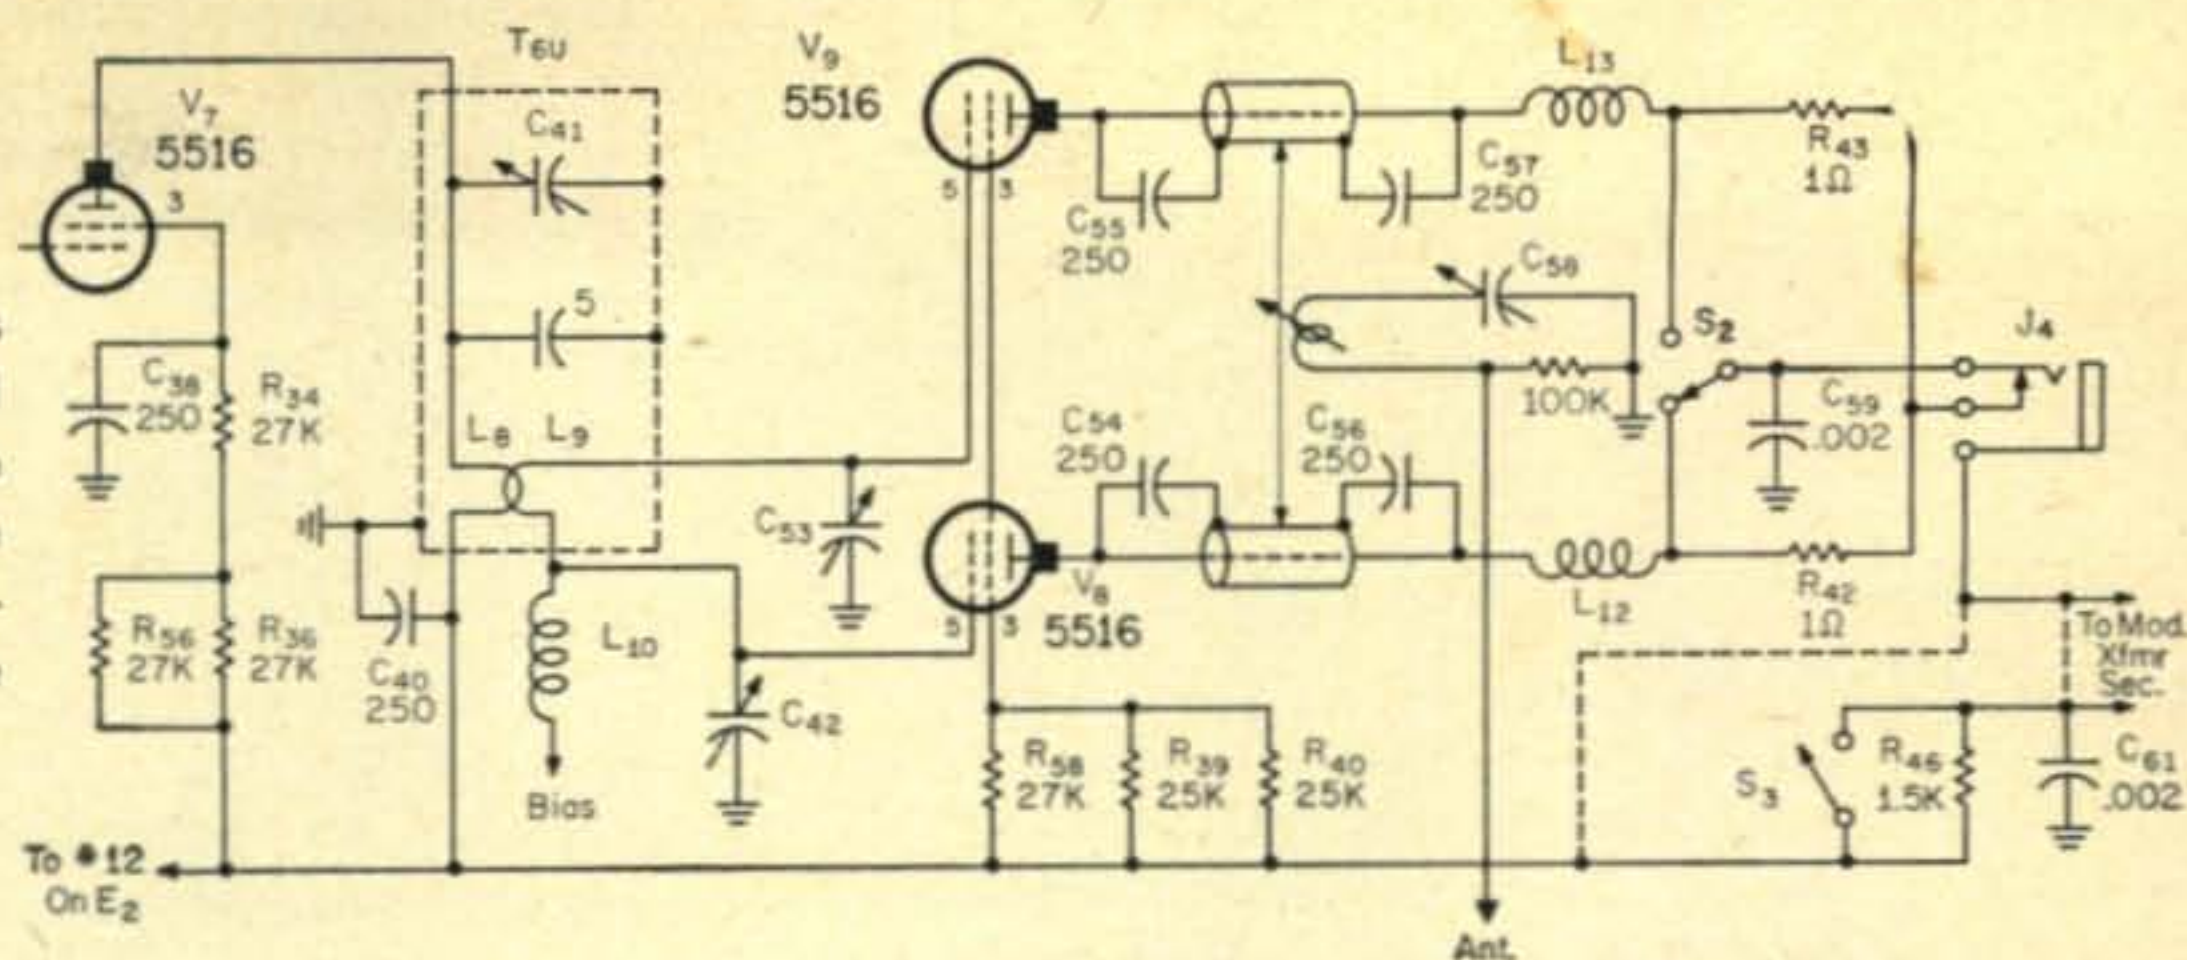 T6U
V9
5516
L13
V7
5516
C41
R43
1Ω
3
5
3
C57
250
C55
250
C58
5
S2
J4
C38
250
R34
27K
100K
C59
.002
L8
L9
C54
250
C56
250
C53
V8
5516
L12
R42
1Ω
5
3
R56
27K
R36
27K
L10
C40
250
To Mod.
Xfmr
Sec.
C42
R58
27K
R39
25K
R40
25K
S3
R46
1.5K
C61
.002
Bias
To #12
On E2
Ant.